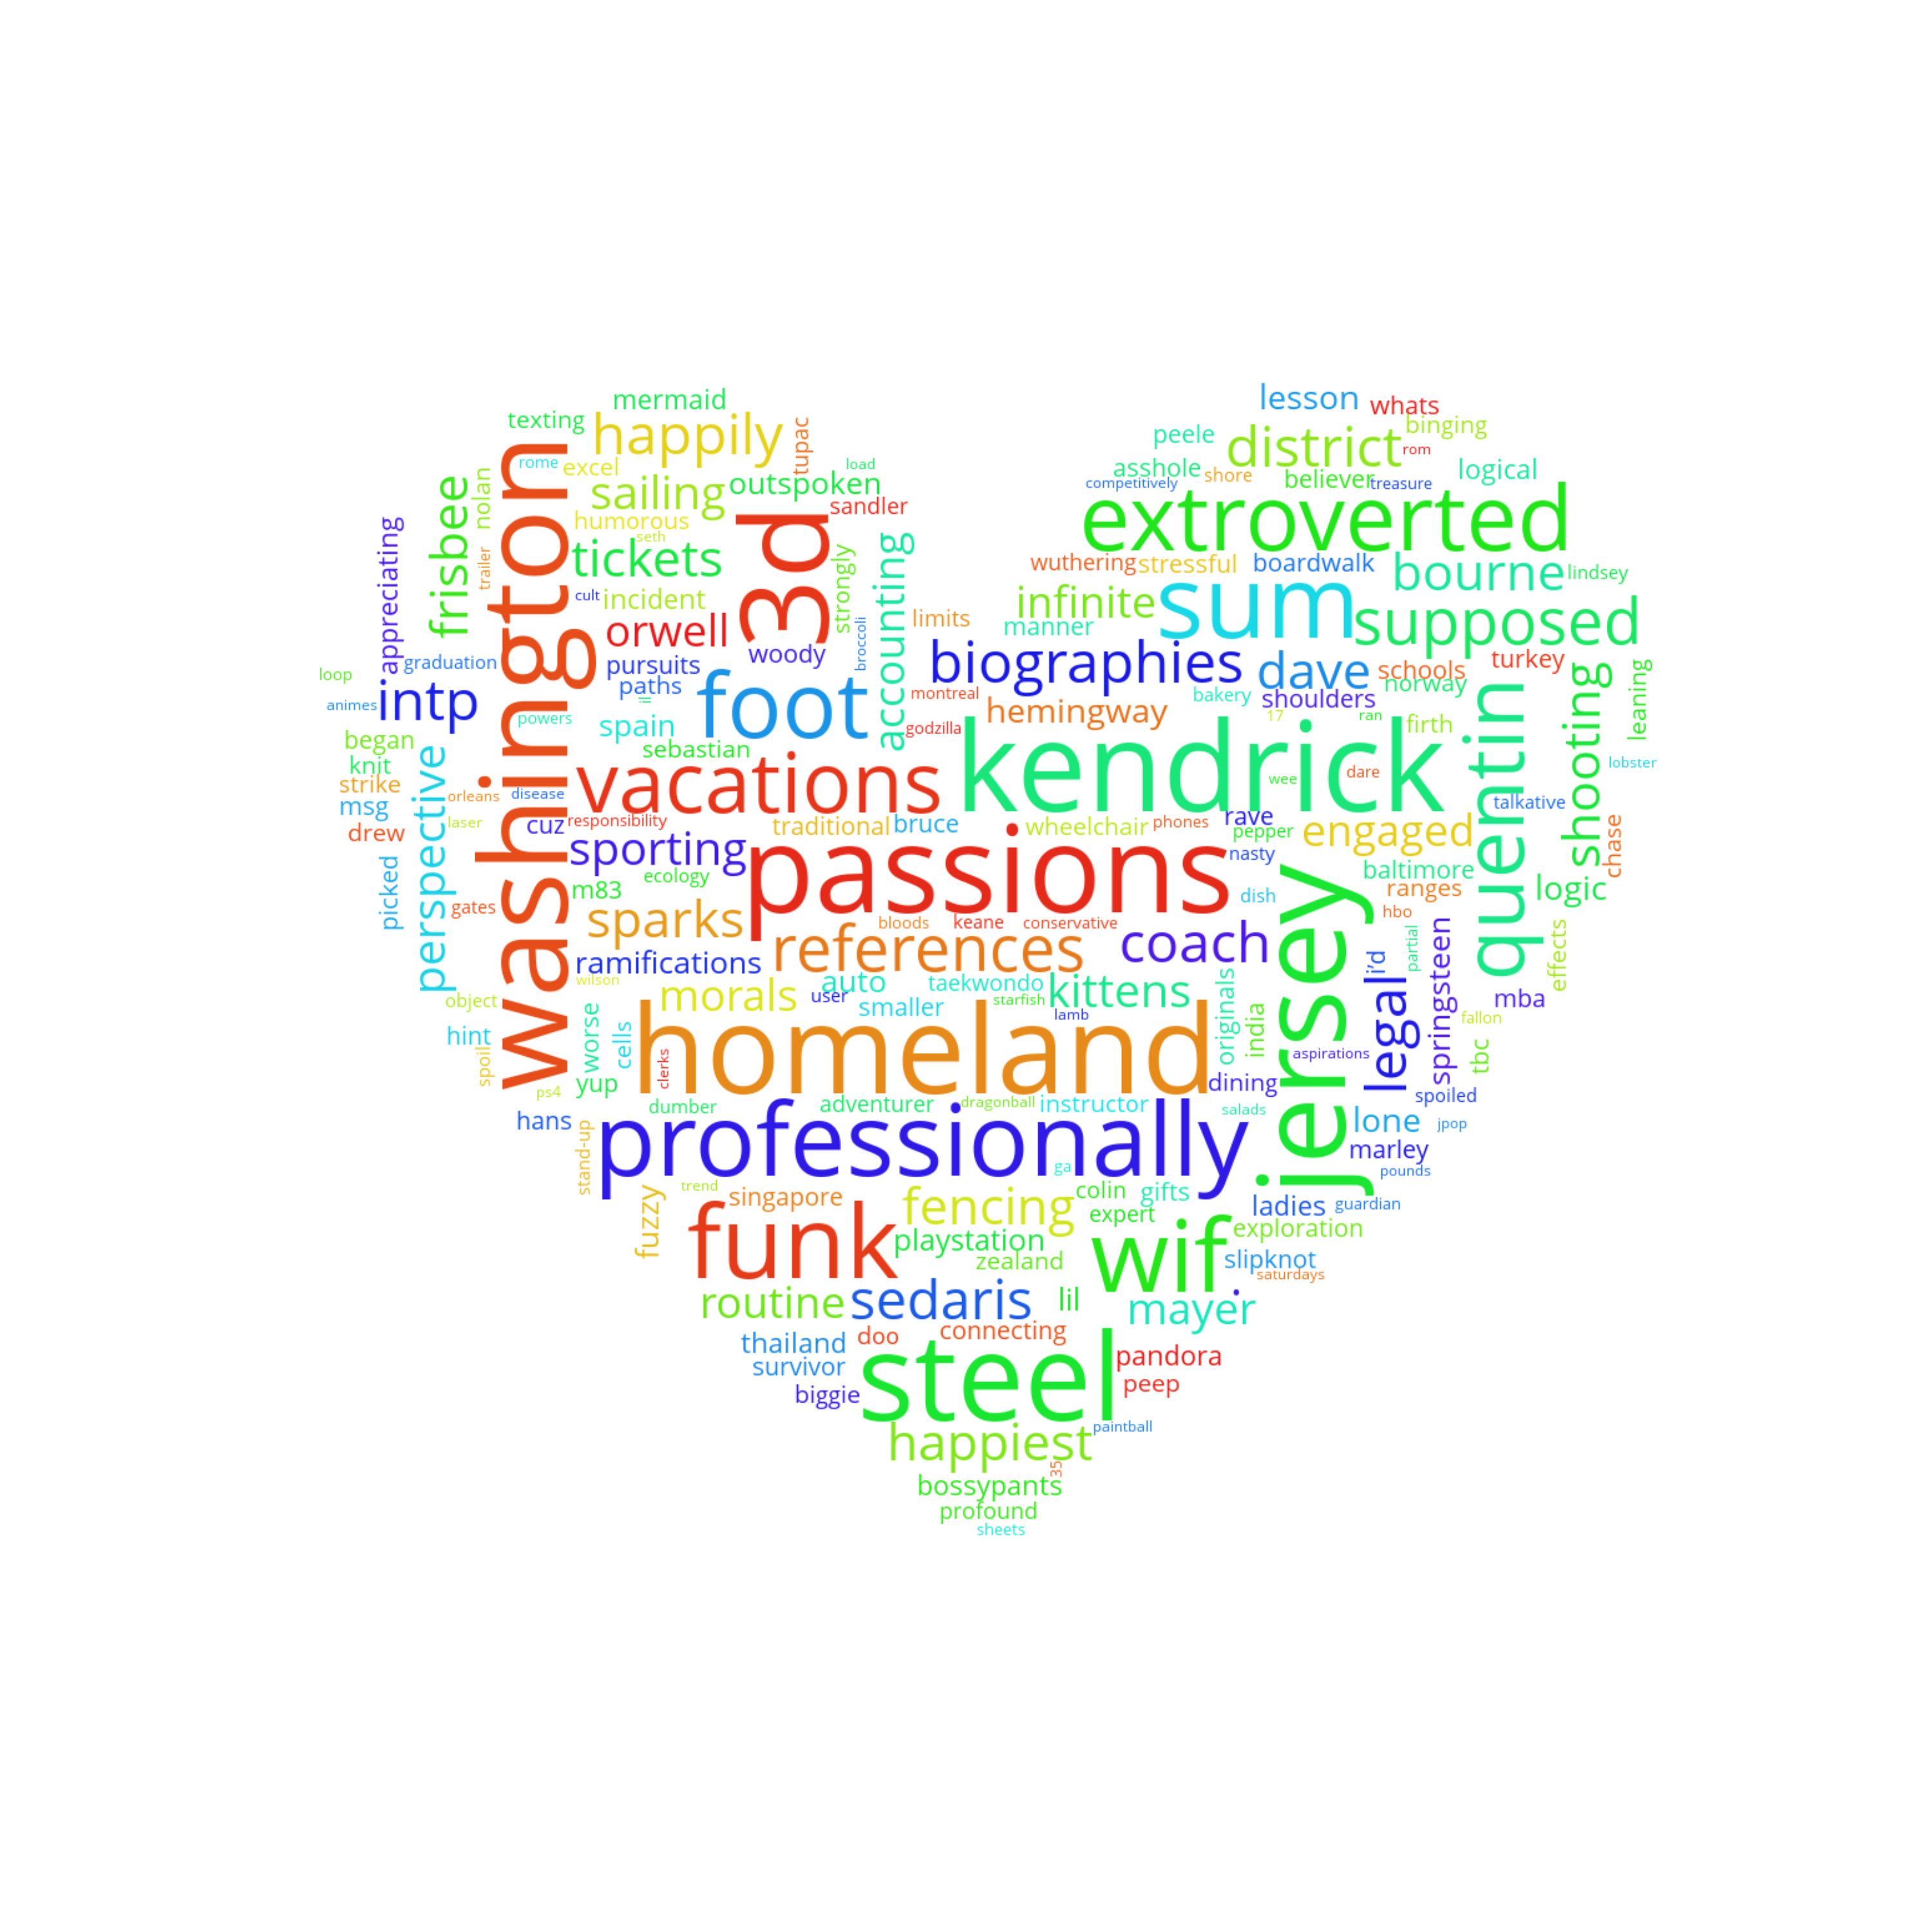 mermaid
lesson
whats
texting
happily
tupac
peele
district
binging
rome
excel
load
asshole
shore
believer
rom
logical
nolan
sailing
outspoken
competitively
treasure
frisbee
washington
humorous
sandler
extroverted
appreciating
trailer
seth
3d
tickets
strongly
accounting
wuthering
stressful
boardwalk
bourne
lindsey
cult
incident
infinite
sum
supposed
orwell
broccoli
limits
manner
graduation
pursuits
woody
biographies
dave
schools
turkey
loop
paths
foot
montreal
bakery
shoulders
norway
leaning
animes
intp
=
powers
spain
godzilla
hemingway
17
ran
firth
quentin
shooting
began
sebastian
kendrick
knit
strike
perspective
vacations
wee
dare
lobster
msg
orleans
disease
talkative
drew
laser
cuz
responsibility
traditional
bruce
wheelchair
phones
rave
pepper
engaged
chase
sporting
passions
nasty
baltimore
picked
m83
ecology
dish
ranges
logic
gates
sparks
bloods
keane
conservative
jersey
hbo
references
coach
partial
springsteen
effects
ramifications
i'd
wilson
morals
auto
taekwondo
kittens
originals
legal
object
user
smaller
starfish
mba
hint
worse
cells
homeland
lamb
india
fallon
spoil
clerks
aspirations
tbc
ps4
yup
dining
spoiled
hans
dumber
adventurer
dragonball
instructor
salads
lone
jpop
stand-up
professionally
marley
ga
pounds
fuzzy
trend
singapore
fencing
colin
gifts
ladies
guardian
funk
expert
wif
exploration
playstation
zealand
slipknot
saturdays
routine
sedaris
lil
.
mayer
thailand
doo
connecting
survivor
steel
pandora
biggie
peep
happiest
paintball
bossypants
35
profound
sheets